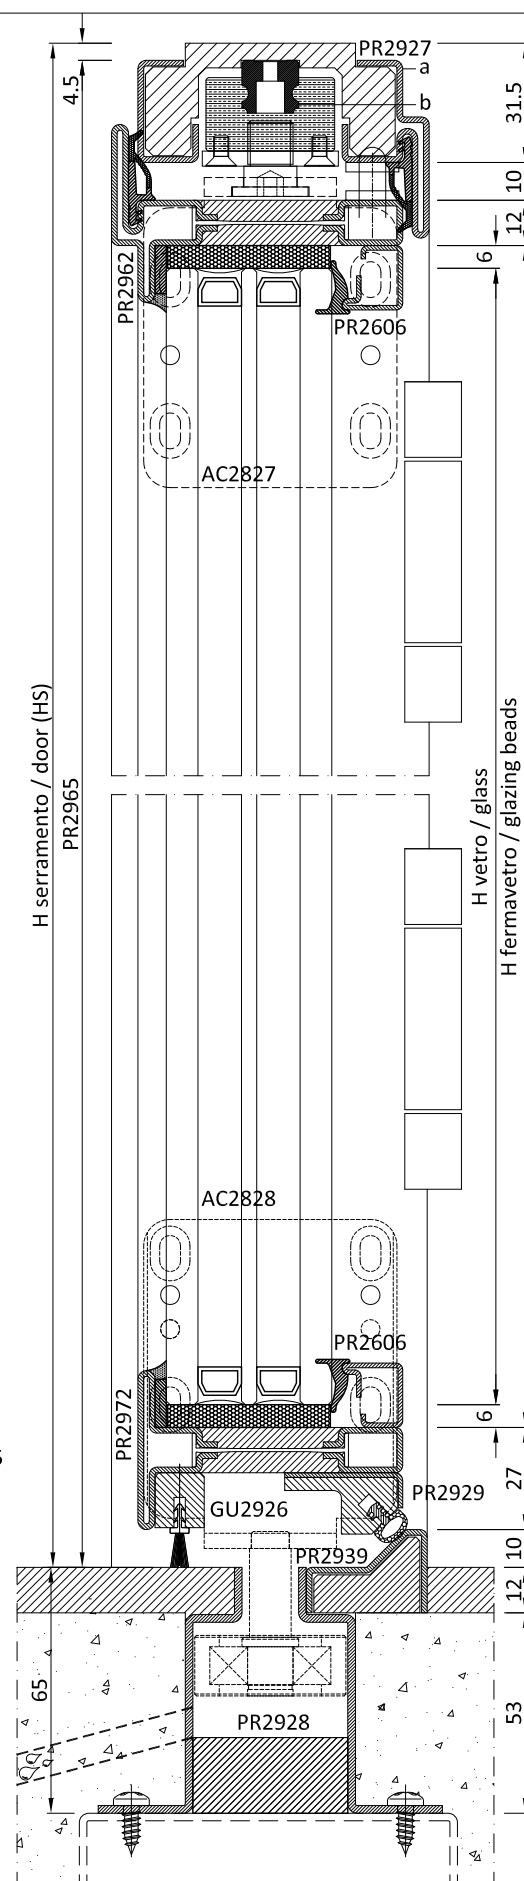 PR2927
a
b
4.5
31.5
10
12
6
PR2962
PR2606
AC2827
H serramento / door (HS)
PR2965
H vetro / glass
H fermavetro / glazing beads
AC2828
PR2606
6
PR2972
27
PR2929
GU2926
PR2939
10
12
65
53
PR2928